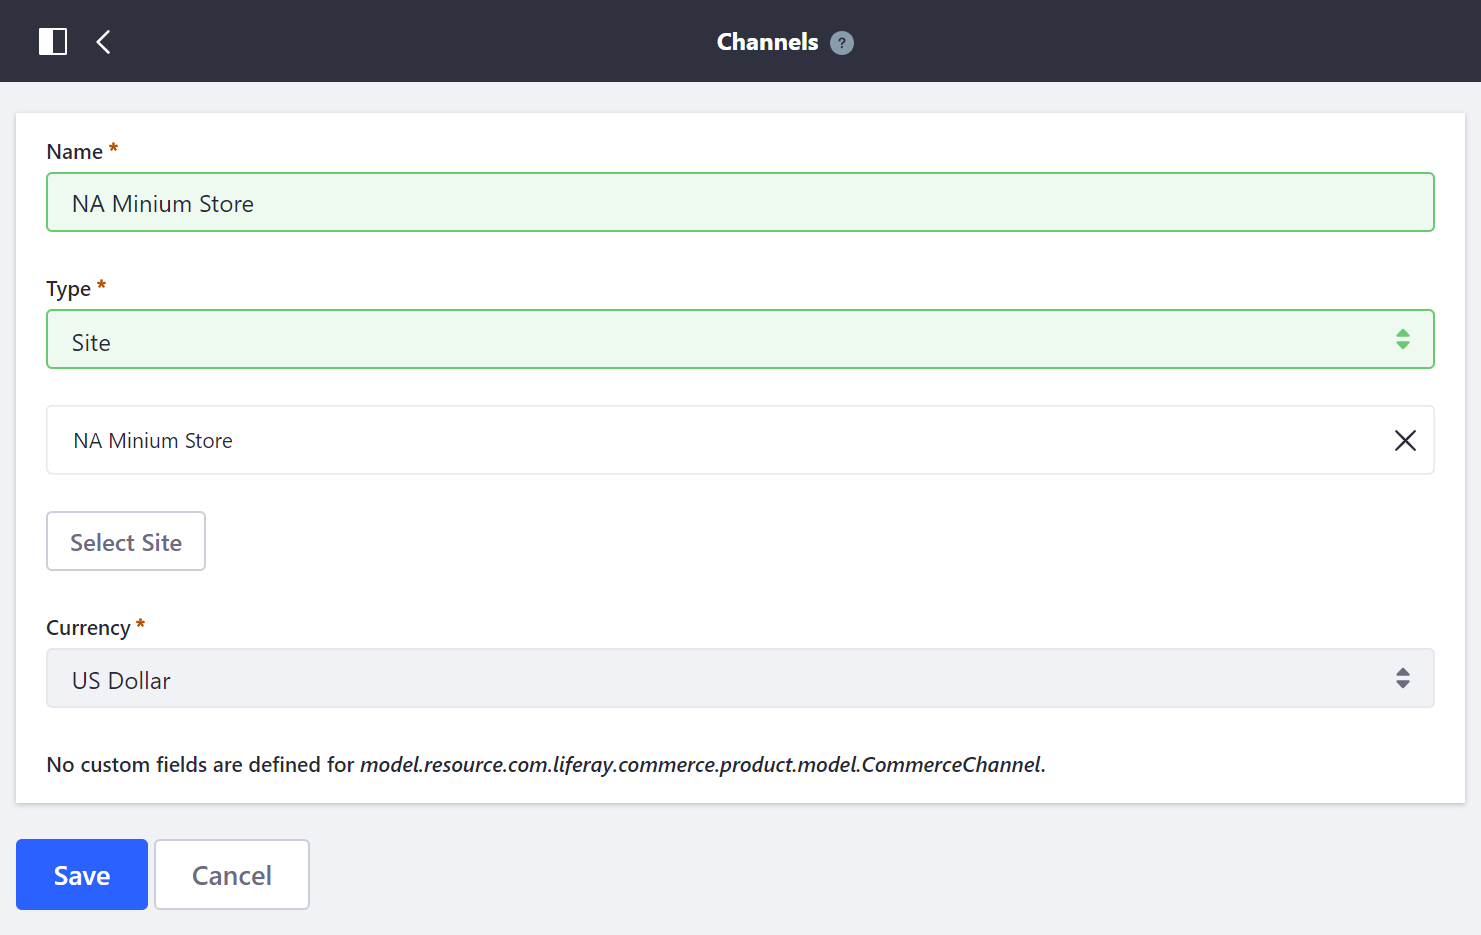 Channels ?
Name *
NA Minium Store
Type *
Site
NA Minium Store
Select Site
Currency *
US Dollar
No custom fields are defined for model.resource.com.liferay.commerce.product.model.CommerceChannel.
Save Cancel